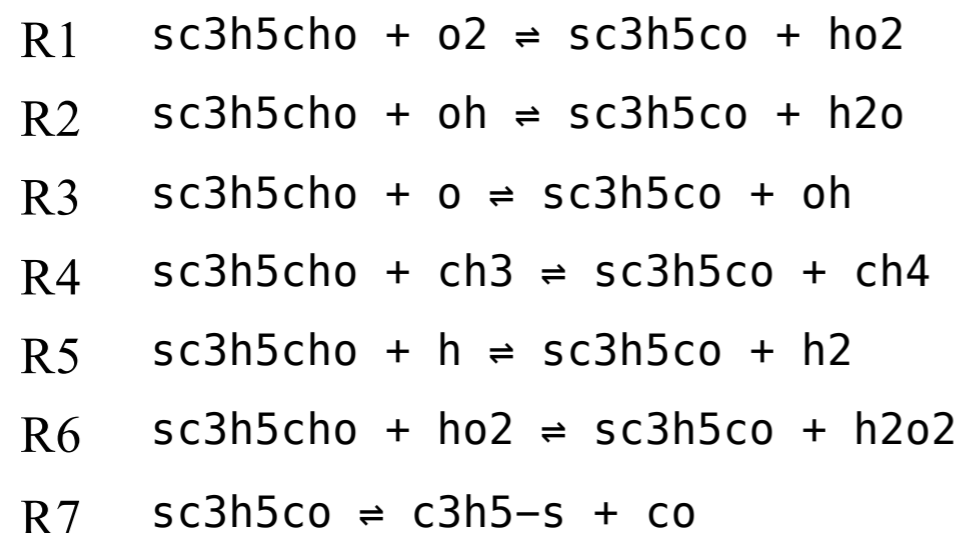 R1 sc3h5cho + o2 ⇌ sc3h5co + ho2
R2 sc3h5cho + oh ⇌ sc3h5co + h2o
R3 sc3h5cho + o ⇌ sc3h5co + oh
R4 sc3h5cho + ch3 ⇌ sc3h5co + ch4
R5 sc3h5cho + h ⇌ sc3h5co + h2
R6 sc3h5cho + ho2 ⇌ sc3h5co + h2o2
R7 sc3h5co ⇌ c3h5−s + co